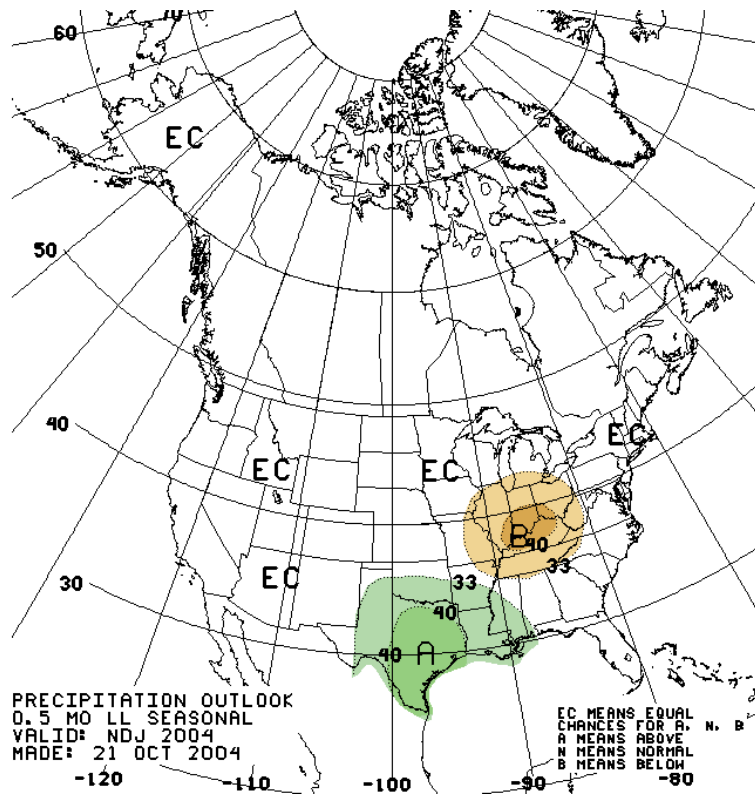 60
70
EC
50
40
EC
EC
EC
B
40
33
EC
33
30
40
40
A
PRECIPITATION OUTLOOK
0.5 MO LL SEASONAL
VALID: NDJ 2004
MADE: 21 OCT 2004
EC MEANS EQUAL
CHANCES FOR A, N, B
A MEANS ABOVE
N MEANS NORMAL
B MEANS BELOW
-120
-110
-100
-90
-80